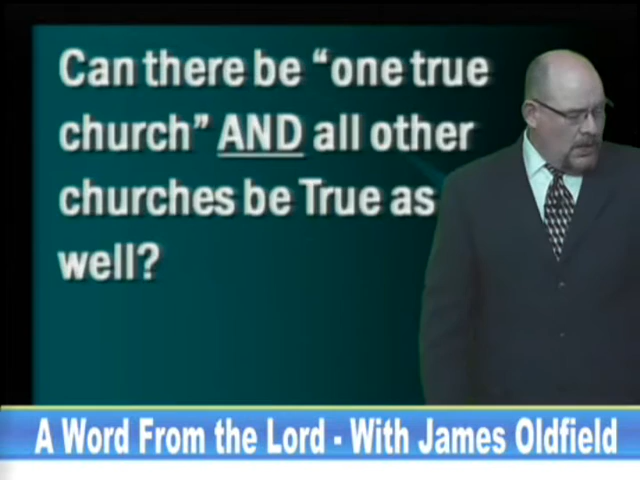 Can there be “one true
church” AND all other
churches be True as
well?
A Word From the Lord - With James Oldfield